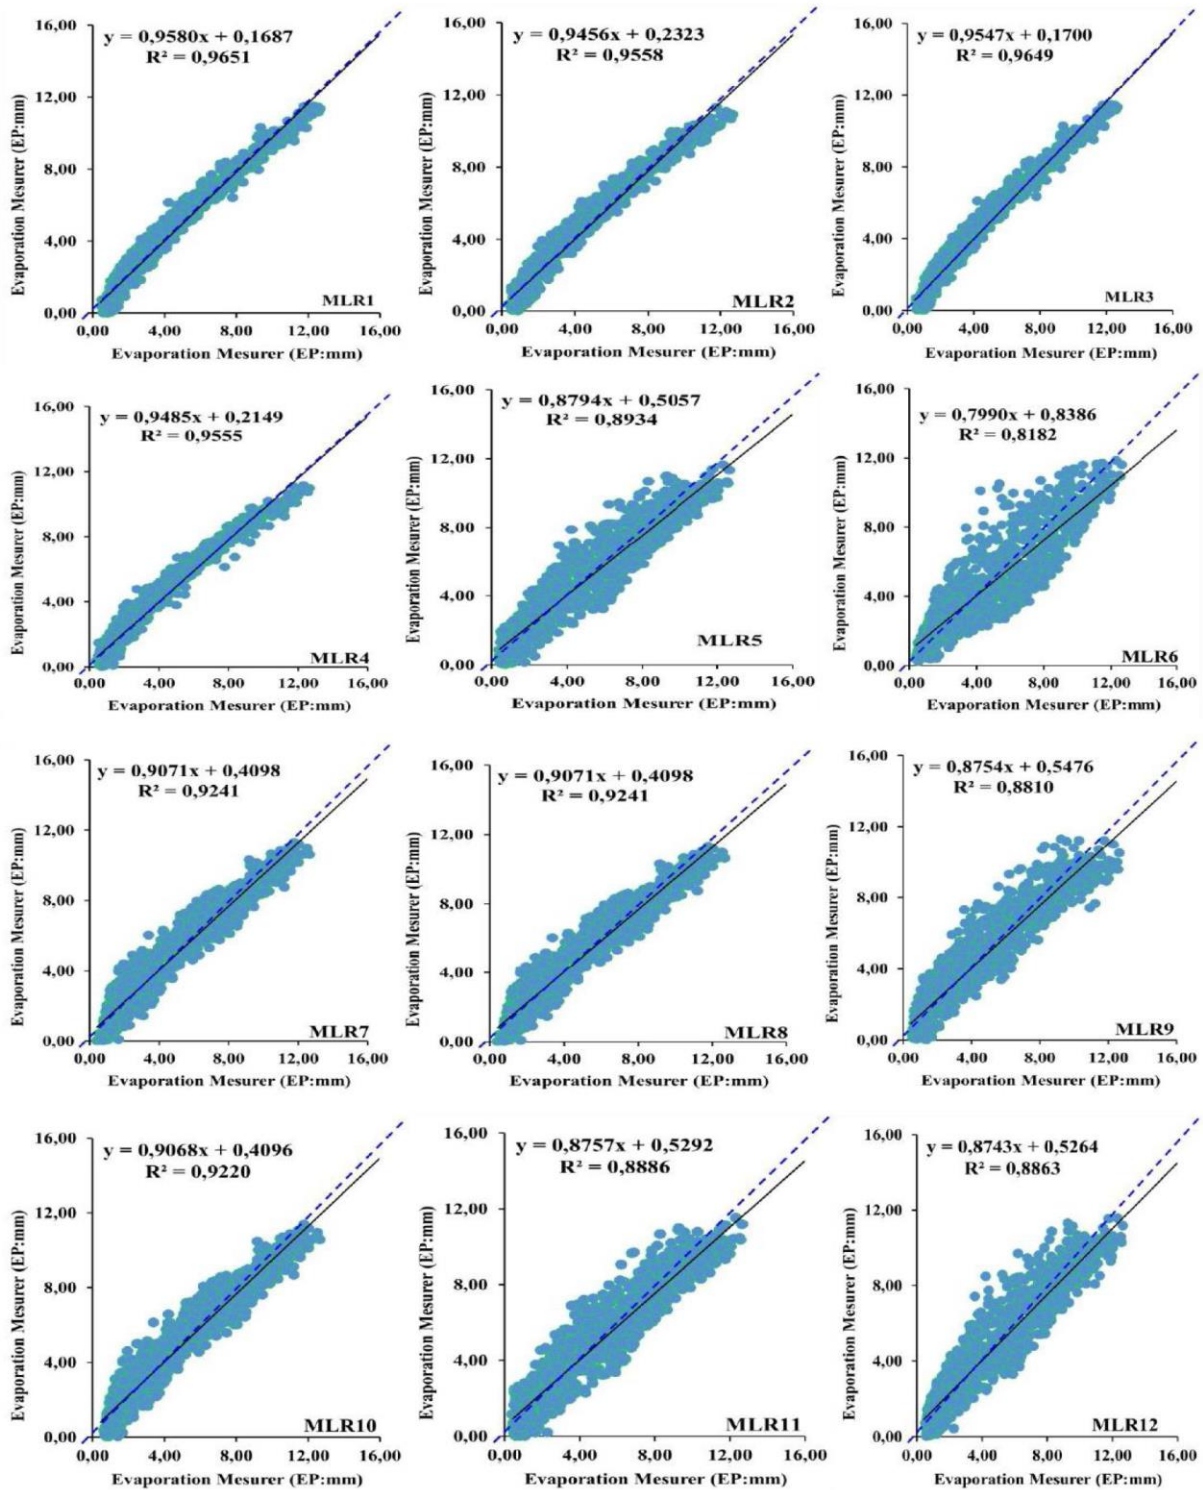 y = 0,9580x + 0,1687
R² = 0,9651
Evaporation Mesurer (EP:mm)
16,00
12,00
8,00
4,00
0,00
MLR1
0,00 4,00 8,00 12,00 16,00
Evaporation Mesurer (EP:mm)
y = 0,9456x + 0,2323
R² = 0,9558
Evaporation Mesurer (EP:mm)
16,00
12,00
8,00
4,00
0,00
MLR2
0,00 4,00 8,00 12,00 16,00
Evaporation Mesurer (EP:mm)
y = 0,9547x + 0,1700
R² = 0,9649
Evaporation Mesurer (EP:mm)
16,00
12,00
8,00
4,00
0,00
MLR3
0,00 4,00 8,00 12,00 16,00
Evaporation Mesurer (EP:mm)
y = 0,9485x + 0,2149
R² = 0,9555
Evaporation Mesurer (EP:mm)
16,00
12,00
8,00
4,00
0,00
MLR4
0,00 4,00 8,00 12,00 16,00
Evaporation Mesurer (EP:mm)
y = 0,8794x + 0,5057
R² = 0,8934
Evaporation Mesurer (EP:mm)
16,00
12,00
8,00
4,00
0,00
MLR5
0,00 4,00 8,00 12,00 16,00
Evaporation Mesurer (EP:mm)
y = 0,7990x + 0,8386
R² = 0,8182
Evaporation Mesurer (EP:mm)
16,00
12,00
8,00
4,00
0,00
MLR6
0,00 4,00 8,00 12,00 16,00
Evaporation Mesurer (EP:mm)
y = 0,9071x + 0,4098
R² = 0,9241
Evaporation Mesurer (EP:mm)
16,00
12,00
8,00
4,00
0,00
MLR7
0,00 4,00 8,00 12,00 16,00
Evaporation Mesurer (EP:mm)
y = 0,9071x + 0,4098
R² = 0,9241
Evaporation Mesurer (EP:mm)
16,00
12,00
8,00
4,00
0,00
MLR8
0,00 4,00 8,00 12,00 16,00
Evaporation Mesurer (EP:mm)
y = 0,8754x + 0,5476
R² = 0,8810
Evaporation Mesurer (EP:mm)
16,00
12,00
8,00
4,00
0,00
MLR9
0,00 4,00 8,00 12,00 16,00
Evaporation Mesurer (EP:mm)
y = 0,9068x + 0,4096
R² = 0,9220
Evaporation Mesurer (EP:mm)
16,00
12,00
8,00
4,00
0,00
MLR10
0,00 4,00 8,00 12,00 16,00
Evaporation Mesurer (EP:mm)
y = 0,8757x + 0,5292
R² = 0,8886
Evaporation Mesurer (EP:mm)
16,00
12,00
8,00
4,00
0,00
MLR11
0,00 4,00 8,00 12,00 16,00
Evaporation Mesurer (EP:mm)
y = 0,8743x + 0,5264
R² = 0,8863
Evaporation Mesurer (EP:mm)
16,00
12,00
8,00
4,00
0,00
MLR12
0,00 4,00 8,00 12,00 16,00
Evaporation Mesurer (EP:mm)